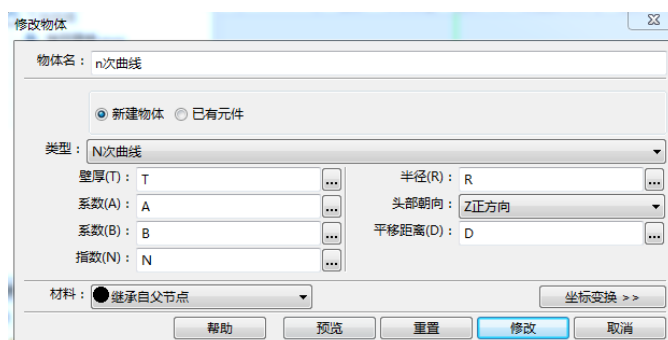 修改物体
物体名： n次曲线
新建物体 已有元件
类型： N次曲线
壁厚(T)： T ... 半径(R)： R ...
系数(A)： A ... 头部朝向： Z正方向
系数(B)： B ... 平移距离(D)： D ...
指数(N)： N ...
材料： 继承自父节点 坐标变换 >>
帮助 预览 重置 修改 取消